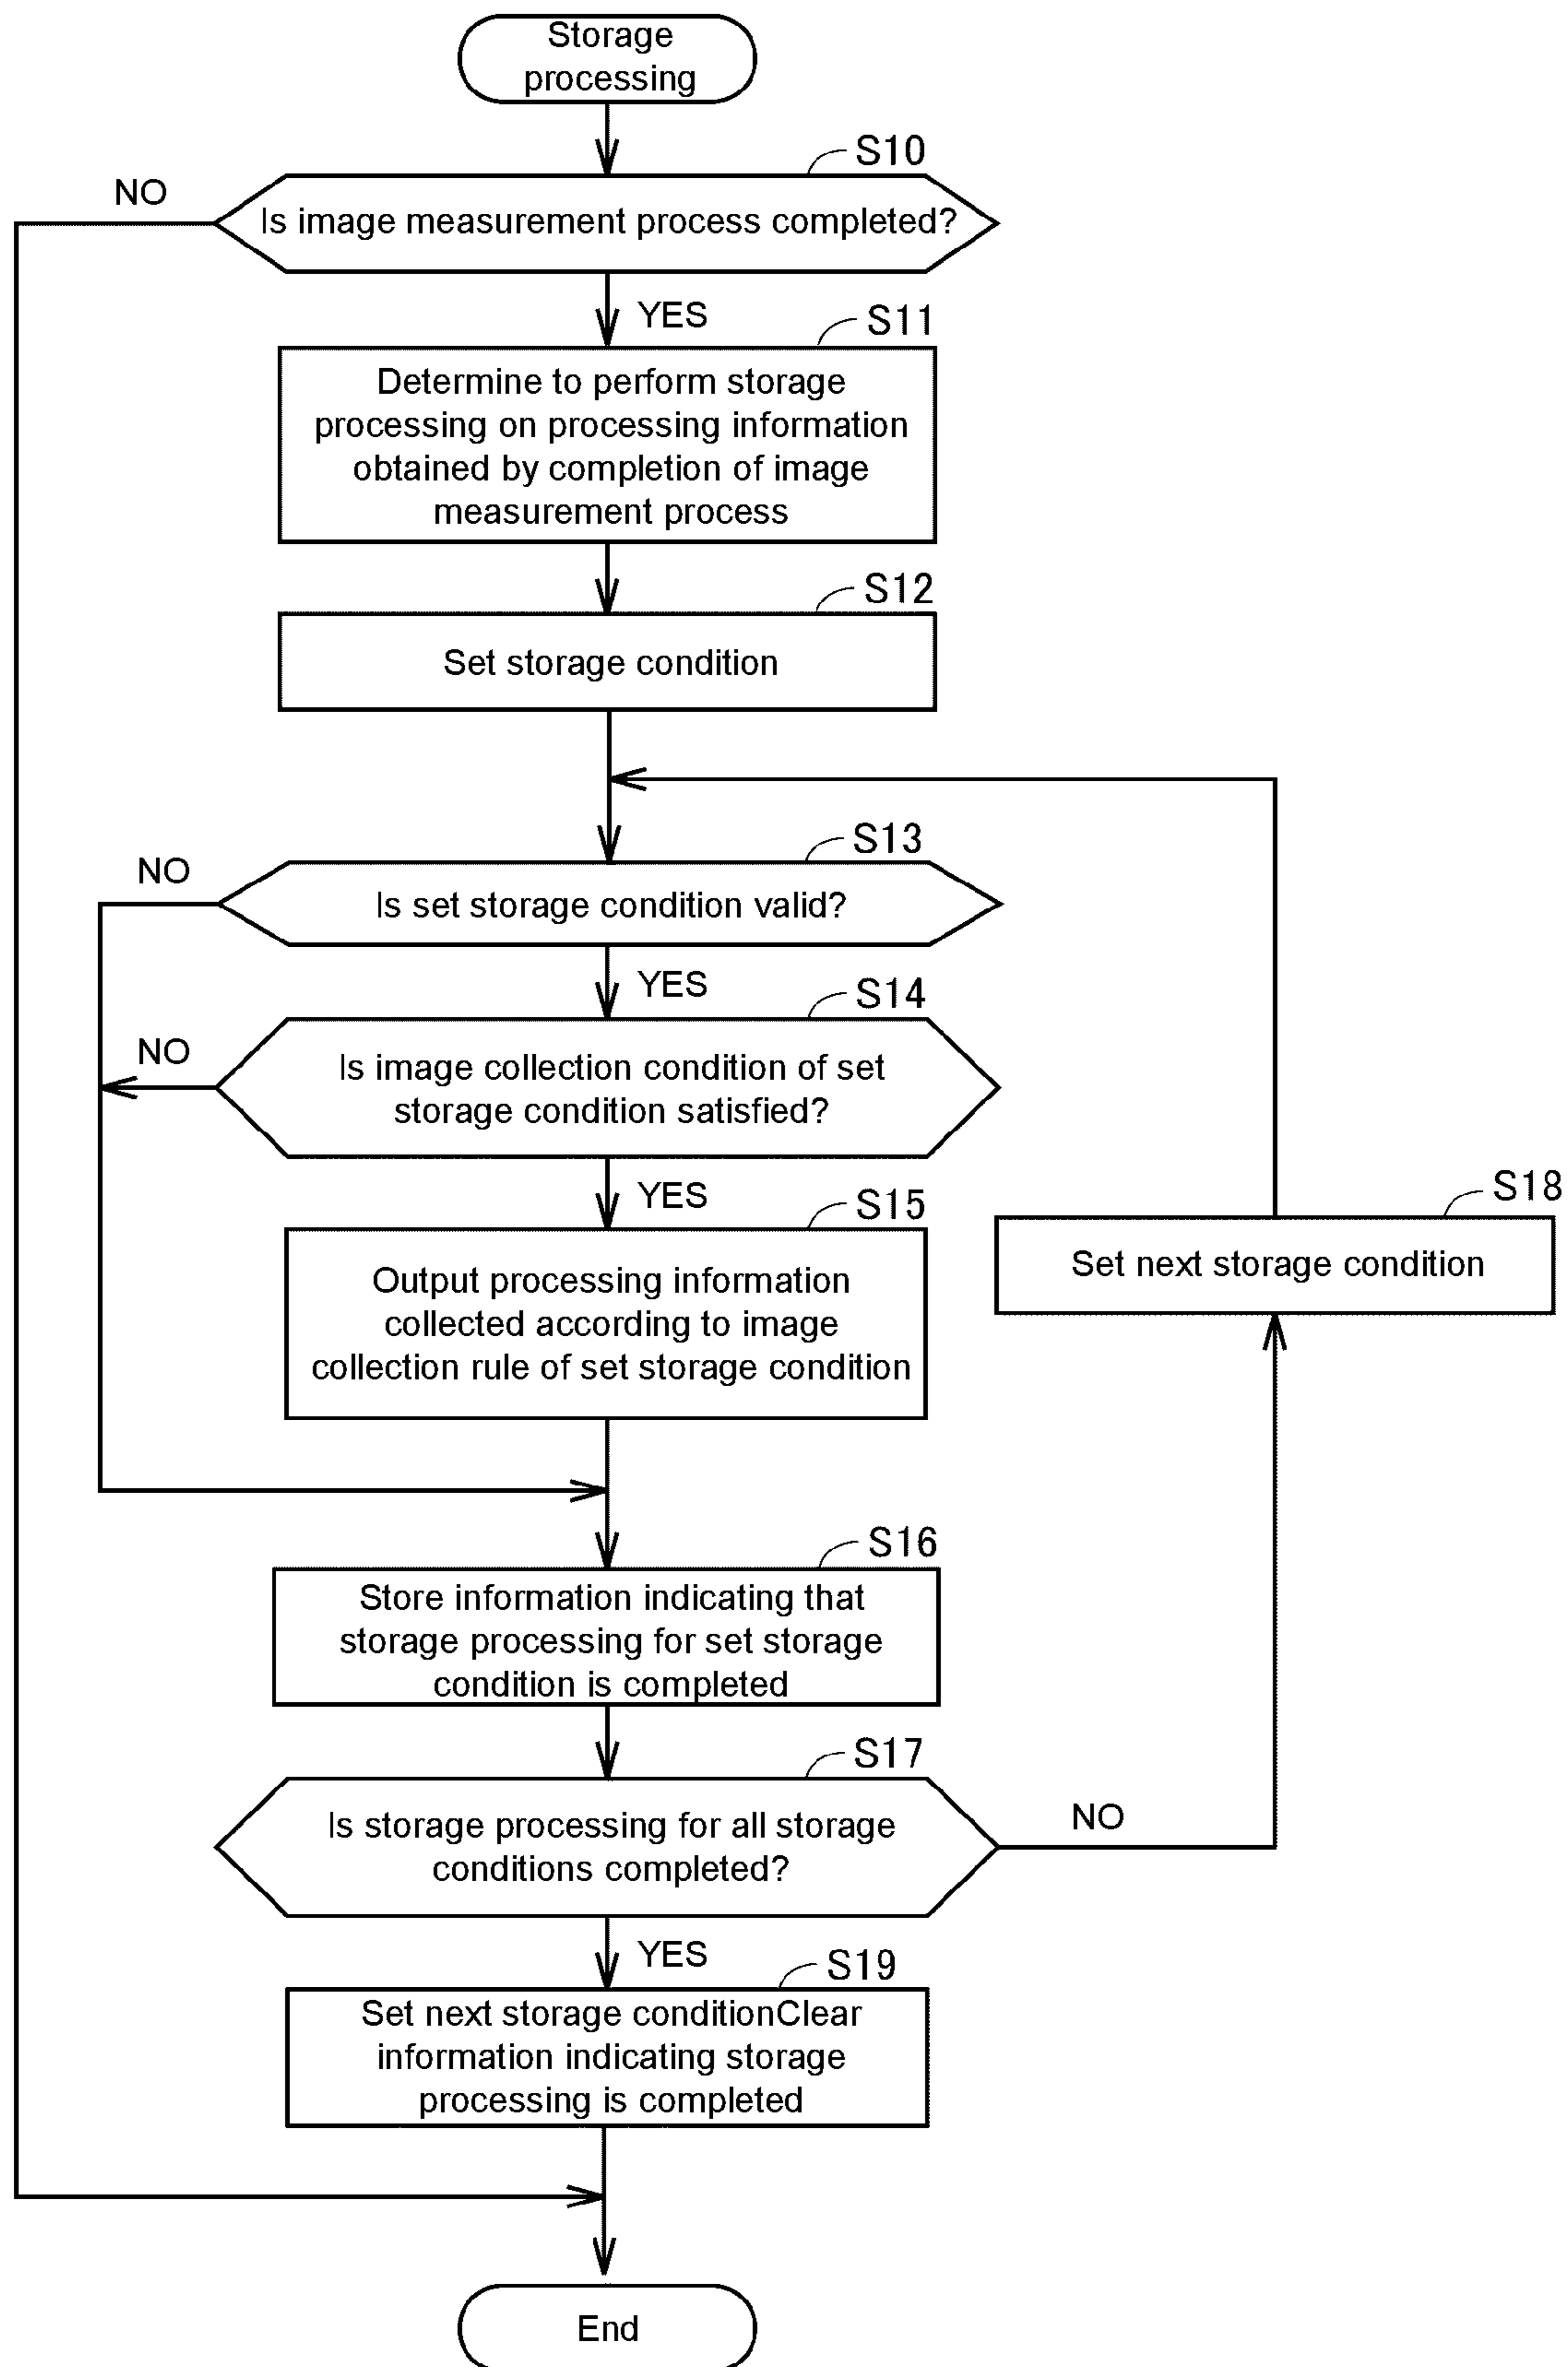 Storage
processing
S10
NO
Is image measurement process completed?
YES
S11
Determine to perform storage
processing on processing information
obtained by completion of image
measurement process
S12
Set storage condition
S13
NO
Is set storage condition valid?
YES
S14
NO
Is image collection condition of set
storage condition satisfied?
YES
S15
Output processing information
collected according to image
collection rule of set storage condition
S18
Set next storage condition
S16
Store information indicating that
storage processing for set storage
condition is completed
S17
Is storage processing for all storage
conditions completed?
NO
YES
S19
Set next storage conditionClear
information indicating storage
processing is completed
End